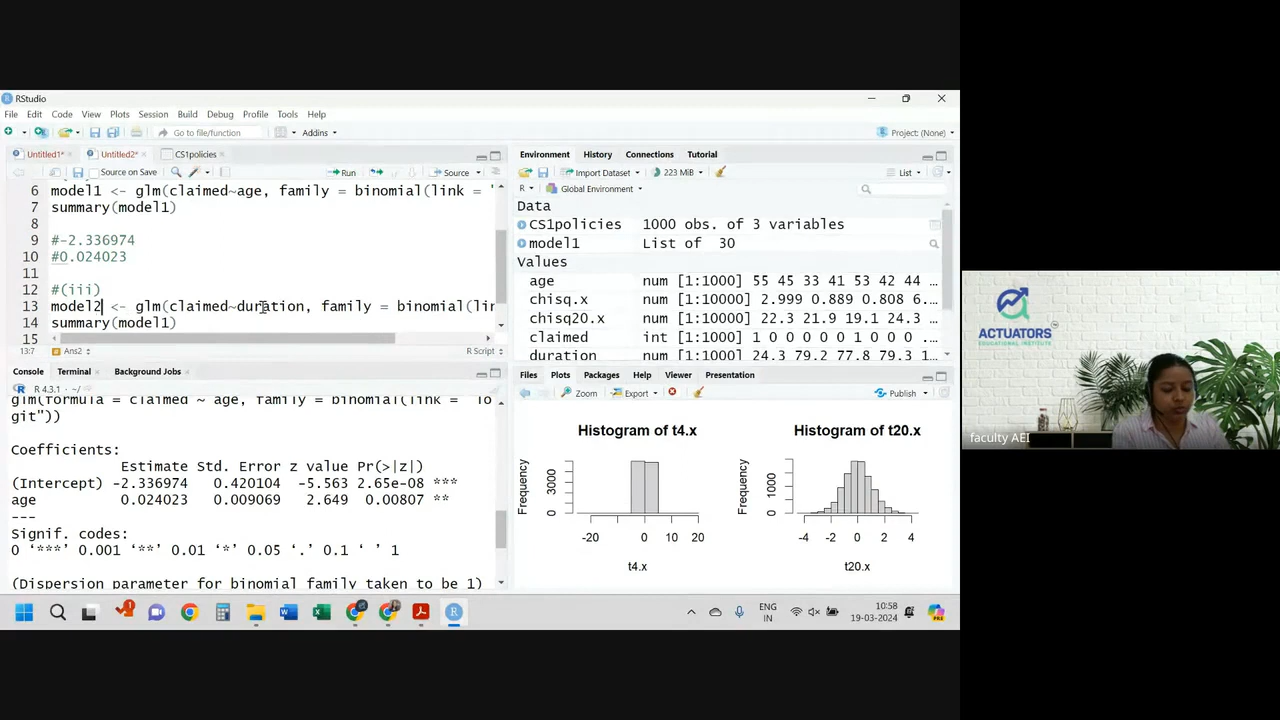 RStudio
File Edit Code View Plots Session Build Debug Profile Tools Help
Go to file/function Addins Project: (None)
Untitled1* Untitled2* CS1policies
Source on Save Run Source
6 model1 <- glm(claimed~age, family = binomial(link = '
7 summary(model1)
8
9 #-2.336974
10 #0.024023
11
12 #(iii)
13 model2 <- glm(claimed~duration, family = binomial(lin
14 summary(model1)
15
13:7 Ans2 R Script
Console Terminal Background Jobs
R 4.3.1 · ~/
glm(formula = claimed ~ age, family = binomial(link = "lo
git"))
Coefficients:
Estimate Std. Error z value Pr(>|z|)
(Intercept) -2.336974 0.420104 -5.563 2.65e-08 ***
age 0.024023 0.009069 2.649 0.00807 **
---
Signif. codes:
0 ‘***’ 0.001 ‘**’ 0.01 ‘*’ 0.05 ‘.’ 0.1 ‘ ’ 1
(Dispersion parameter for binomial family taken to be 1)
Environment History Connections Tutorial
Import Dataset 223 MiB List
R Global Environment
Data
CS1policies 1000 obs. of 3 variables
model1 List of 30
Values
age num [1:1000] 55 45 33 41 53 42 44 ...
chisq.x num [1:10000] 2.999 0.889 0.808 6...
chisq20.x num [1:10000] 22.3 21.9 19.1 24.3 ...
claimed int [1:1000] 1 0 0 0 0 0 1 0 0 0 ...
duration num [1:1000] 24.3 79.2 77.8 79.3 1
Files Plots Packages Help Viewer Presentation
Zoom Export Publish
Histogram of t4.x
Frequency
0 3000
-20 0 10 20
t4.x
Histogram of t20.x
Frequency
0 1000
-4 -2 0 2 4
t20.x
ENG
IN
10:58
19-03-2024
ACTUATORS
EDUCATIONAL INSTITUTE
faculty AEI